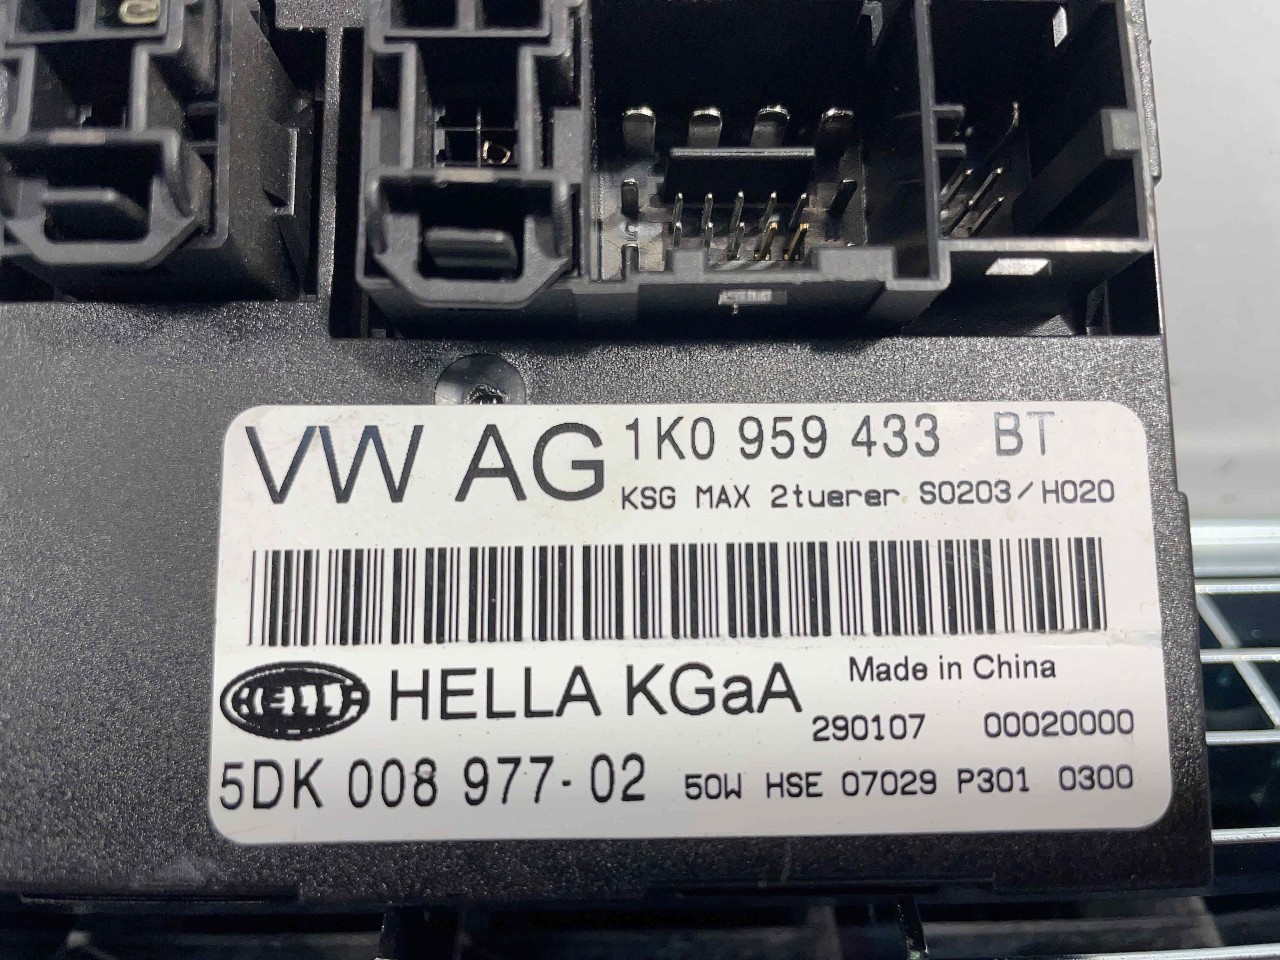 VW AG 1K0 959 433 BT
KSG MAX 2tuerer S0203/H020
HELLA HELLA KGaA Made in China
290107 00020000
5DK 008 977-02 50W HSE 07029 P301 0300